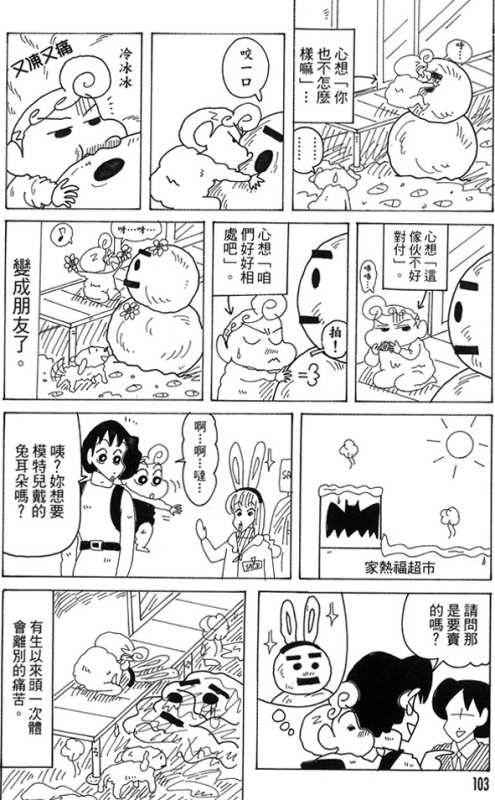 心想「你
也不怎麼
樣嘛」…
……
咬一口
冷冰冰
又凍又痛
心想「這
傢伙不好
對付」。
心想「咱
們好好相
處吧」。
拍！
變成朋友了。
家熱福超市
啊…啊…噠…
咦？妳想要
模特兒戴的
兔耳朵嗎？
請問那
是要賣
的嗎？
有生以來頭一次體
會離別的痛苦。
103